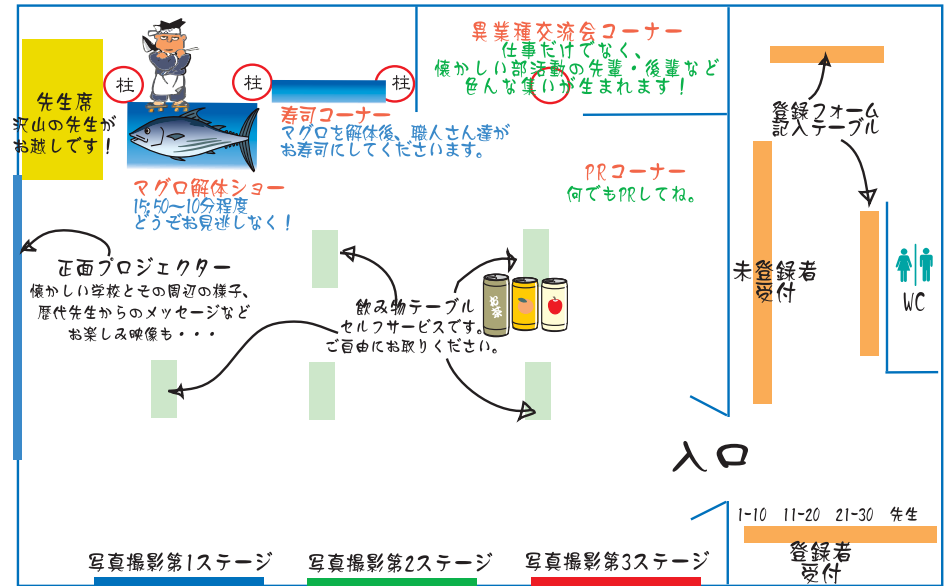 異業種交流会コーナー
仕事だけでなく、
懐かしい部活動の先輩・後輩など
色んな集いが生まれます!
柱
柱
柱
先生席
沢山の先生が
お越しです!
寿司コーナー
マグロを解体後、職人さん達が
お寿司にしてくださいます。
登録フォーム
記入テーブル
マグロ解体ショー
15:50〜10分程度
どうぞお見逃しなく!
PRコーナー
何でもPRしてね。
正面プロジェクター
懐かしい学校とその周辺の様子、
歴代先生からのメッセージなど
お楽しみ映像も・・・
飲み物テーブル
セルフサービスです。
ご自由にお取りください。
お茶
未登録者
受付
WC
入口
1-10 11-20 21-30 先生
登録者
受付
写真撮影第1ステージ
写真撮影第2ステージ
写真撮影第3ステージ